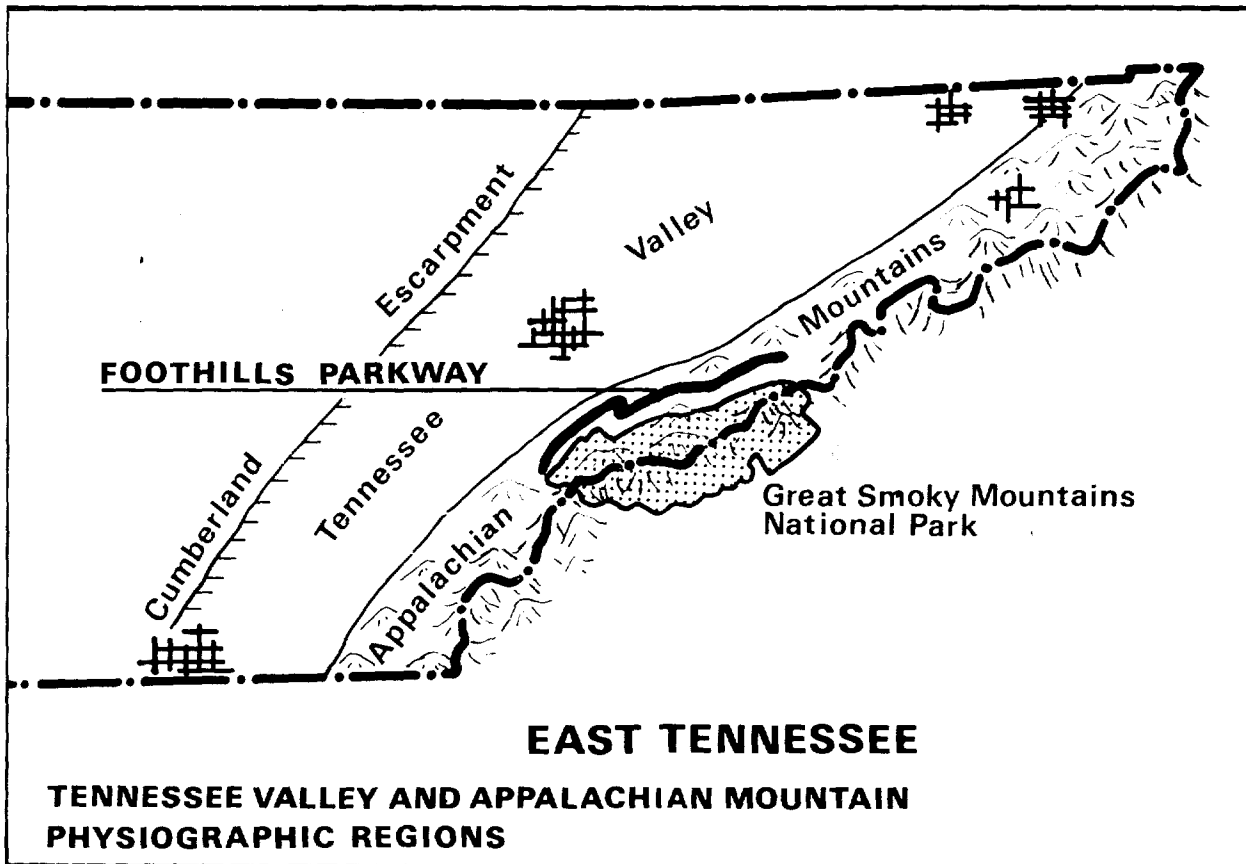 Cumberland Escarpment
Tennessee Valley
FOOTHILLS PARKWAY
Appalachian Mountains
Great Smoky Mountains
National Park
EAST TENNESSEE
TENNESSEE VALLEY AND APPALACHIAN MOUNTAIN
PHYSIOGRAPHIC REGIONS